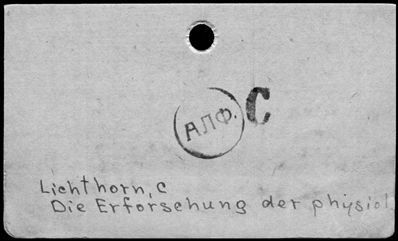 АЛФ. С
Lichthorn, C
Die Erforschung der physiol